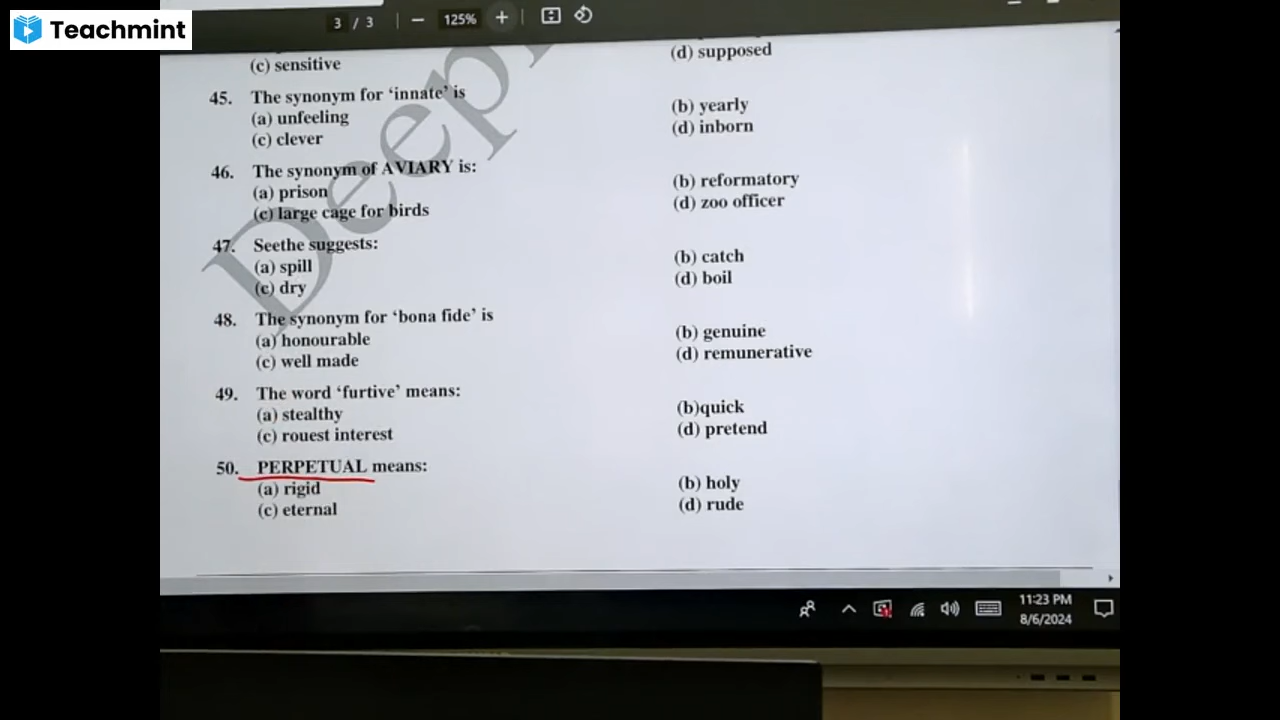 Teachmint
3 / 3 | − 125% +
(c) sensitive
(d) supposed
45. The synonym for ‘innate’ is
(a) unfeeling
(b) yearly
(c) clever
(d) inborn
46. The synonym of AVIARY is:
(a) prison
(b) reformatory
(c) large cage for birds
(d) zoo officer
47. Seethe suggests:
(a) spill
(b) catch
(c) dry
(d) boil
48. The synonym for ‘bona fide’ is
(a) honourable
(b) genuine
(c) well made
(d) remunerative
49. The word ‘furtive’ means:
(a) stealthy
(b)quick
(c) rouest interest
(d) pretend
50. PERPETUAL means:
(a) rigid
(b) holy
(c) eternal
(d) rude
11:23 PM
8/6/2024